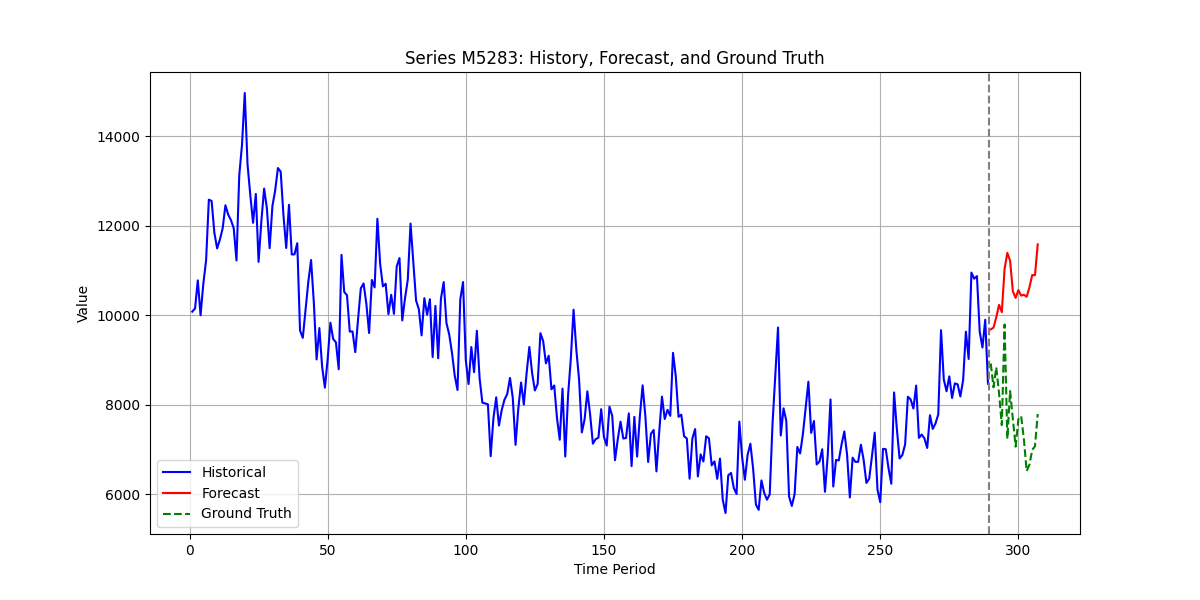 Series M5283: History, Forecast, and Ground Truth
14000
12000
10000
8000
6000
Value
Historical
Forecast
Ground Truth
0 50 100 150 200 250 300
Time Period